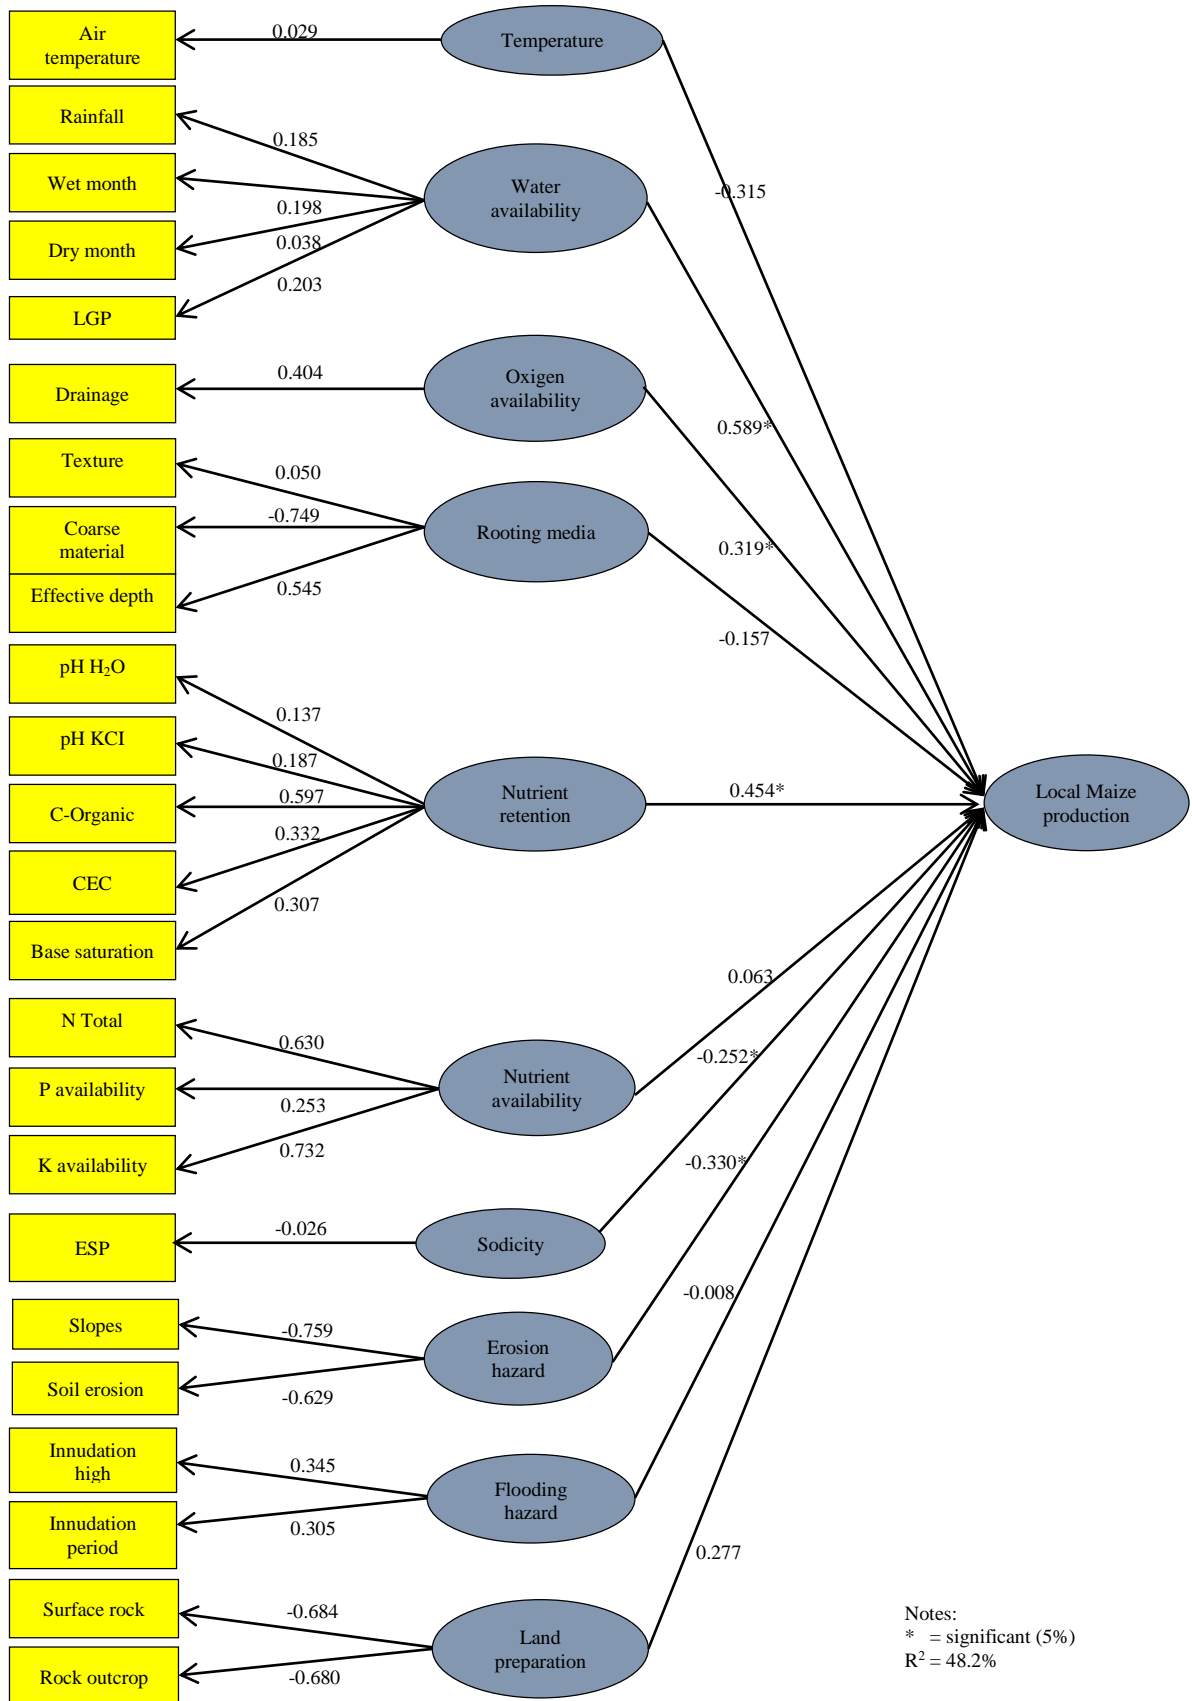 Air
temperature
0.029
Temperature
Rainfall
0.185
Wet month
Water
availability
-0.315
0.198
Dry month
0.038
0.203
LGP
Drainage
0.404
Oxigen
availability
0.589*
Texture
0.050
Coarse
material
-0.749
Rooting media
0.319*
Effective depth
0.545
-0.157
pH H₂O
0.137
pH KCI
0.187
C-Organic
0.597
Nutrient
retention
0.454*
Local Maize
production
0.332
CEC
0.307
Base saturation
0.063
N Total
0.630
-0.252*
P availability
0.253
Nutrient
availability
K availability
0.732
-0.330*
ESP
-0.026
Sodicity
-0.008
Slopes
-0.759
Erosion
hazard
Soil erosion
-0.629
Innudation
high
0.345
Flooding
hazard
Innudation
period
0.305
0.277
Surface rock
-0.684
Land
preparation
Rock outcrop
-0.680
Notes:
* = significant (5%)
R² = 48.2%